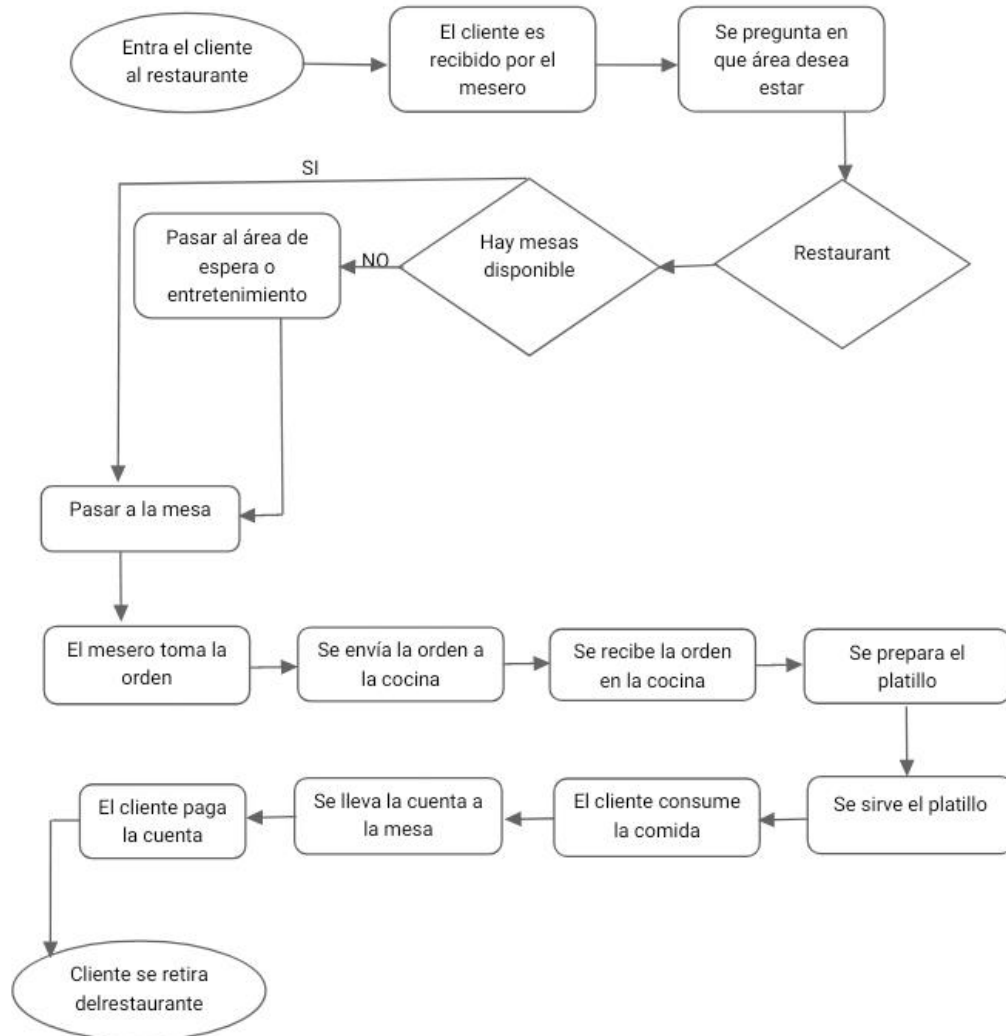 Entra el cliente
al restaurante
El cliente es
recibido por el
mesero
Se pregunta en
que área desea
estar
Restaurant
Hay mesas
disponible
SI
NO
Pasar al área de
espera o
entretenimiento
Pasar a la mesa
El mesero toma la
orden
Se envía la orden a
la cocina
Se recibe la orden
en la cocina
Se prepara el
platillo
Se sirve el platillo
El cliente consume
la comida
Se lleva la cuenta a
la mesa
El cliente paga
la cuenta
Cliente se retira
delrestaurante